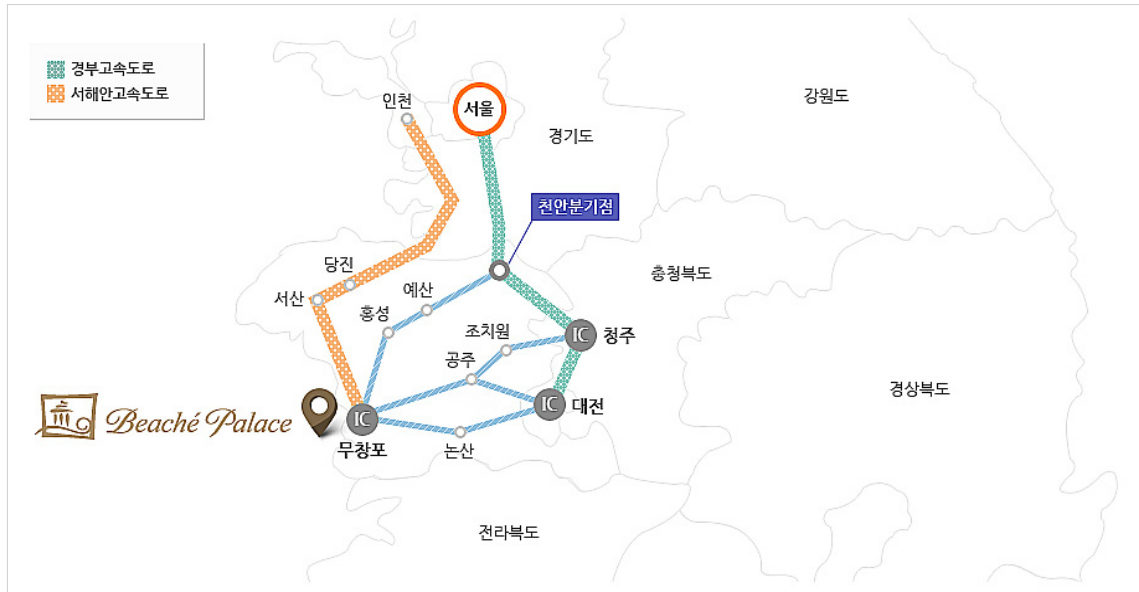 경부고속도로
서해안고속도로
인천
서울
경기도
강원도
천안분기점
당진
서산
예산
홍성
충청북도
조치원
공주
IC
청주
IC
대전
경상북도
Beaché Palace
IC
무창포
논산
전라북도